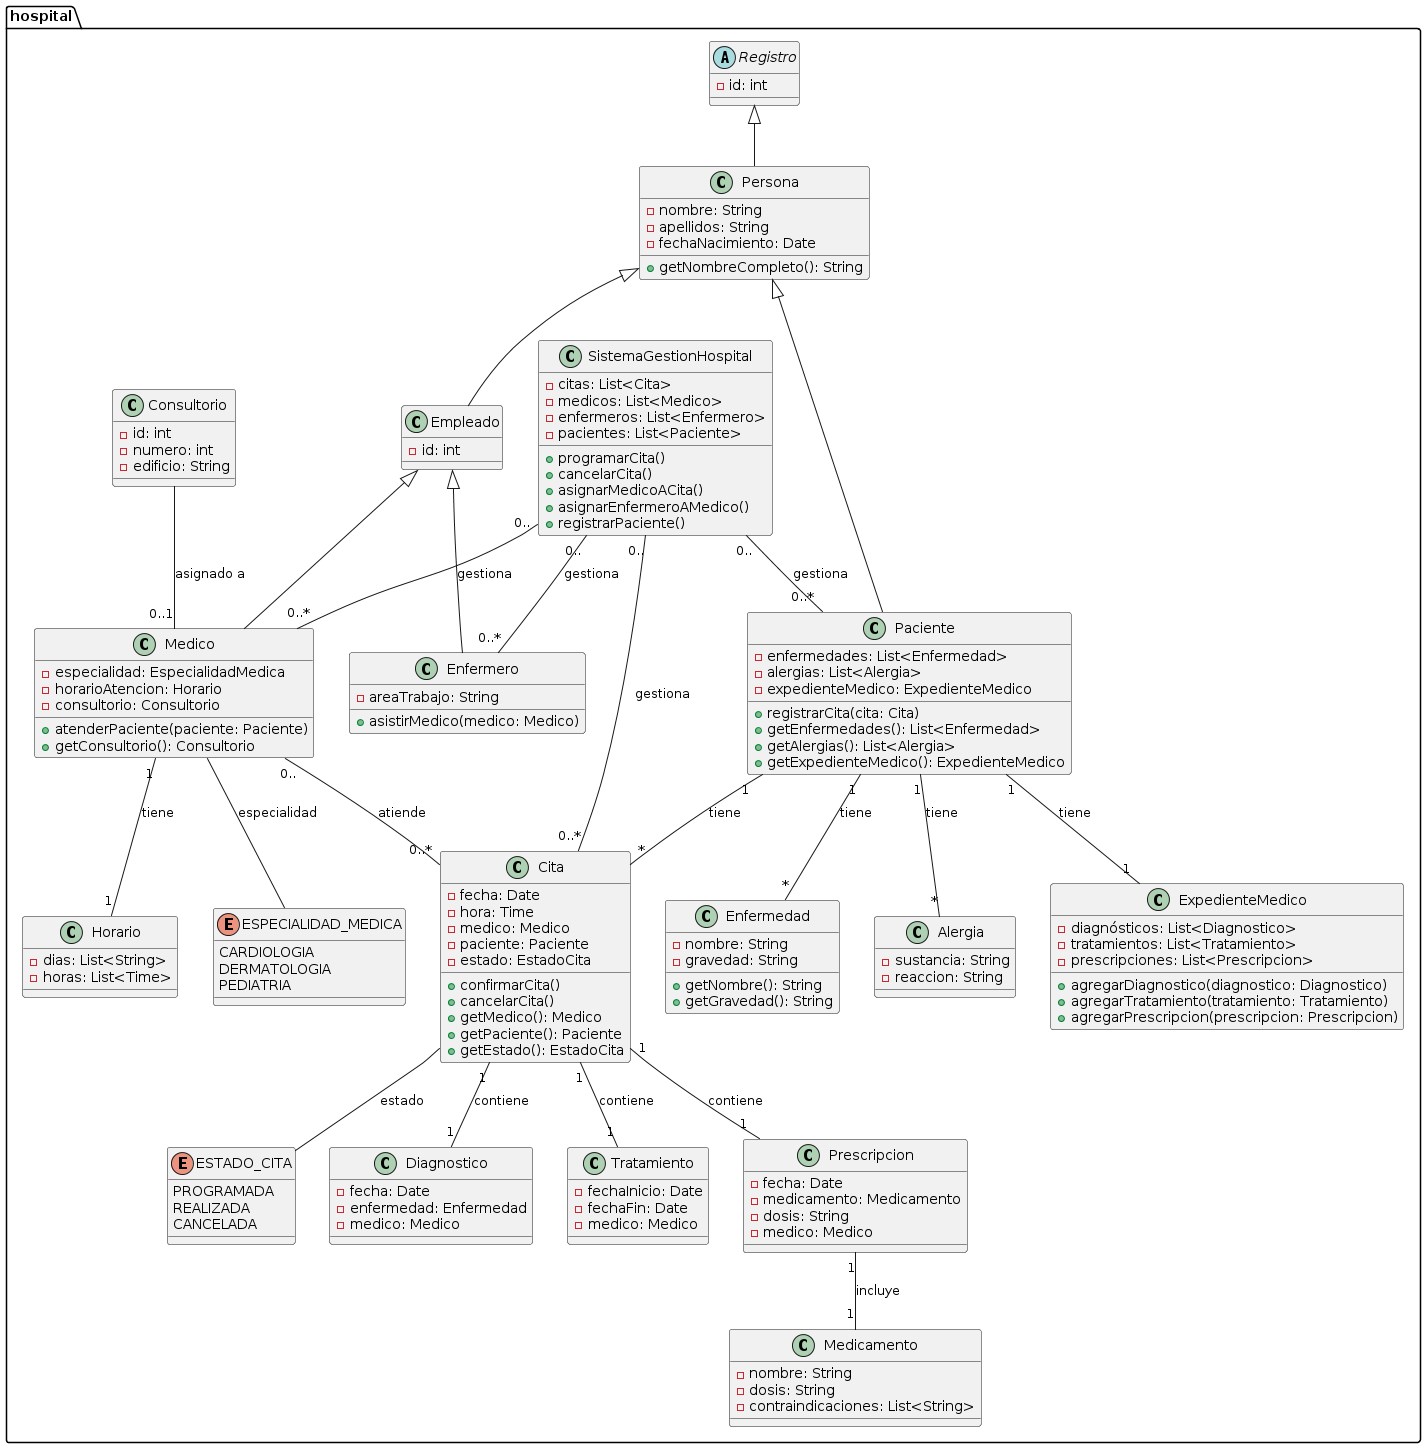 hospital
A Registro
id: int
C Persona
nombre: String
apellidos: String
fechaNacimiento: Date
getNombreCompleto(): String
C SistemaGestionHospital
citas: List<Cita>
medicos: List<Medico>
enfermeros: List<Enfermero>
pacientes: List<Paciente>
programarCita()
cancelarCita()
asignarMedicoACita()
asignarEnfermeroAMedico()
registrarPaciente()
C Consultorio
id: int
numero: int
edificio: String
C Empleado
id: int
0..
0..
0..
0..
asignado a
gestiona
gestiona
gestiona
0..1
0..*
0..*
0..*
C Medico
especialidad: EspecialidadMedica
horarioAtencion: Horario
consultorio: Consultorio
atenderPaciente(paciente: Paciente)
getConsultorio(): Consultorio
C Enfermero
areaTrabajo: String
asistirMedico(medico: Medico)
gestiona
C Paciente
enfermedades: List<Enfermedad>
alergias: List<Alergia>
expedienteMedico: ExpedienteMedico
registrarCita(cita: Cita)
getEnfermedades(): List<Enfermedad>
getAlergias(): List<Alergia>
getExpedienteMedico(): ExpedienteMedico
1
0..
1
1
1
1
tiene
especialidad
atiende
tiene
tiene
tiene
tiene
1
0..*
0..*
*
*
*
1
C Horario
dias: List<String>
horas: List<Time>
E ESPECIALIDAD_MEDICA
CARDIOLOGIA
DERMATOLOGIA
PEDIATRIA
C Cita
fecha: Date
hora: Time
medico: Medico
paciente: Paciente
estado: EstadoCita
confirmarCita()
cancelarCita()
getMedico(): Medico
getPaciente(): Paciente
getEstado(): EstadoCita
C Enfermedad
nombre: String
gravedad: String
getNombre(): String
getGravedad(): String
C Alergia
sustancia: String
reaccion: String
C ExpedienteMedico
diagnósticos: List<Diagnostico>
tratamientos: List<Tratamiento>
prescripciones: List<Prescripcion>
agregarDiagnostico(diagnostico: Diagnostico)
agregarTratamiento(tratamiento: Tratamiento)
agregarPrescripcion(prescripcion: Prescripcion)
1
1
1
estado
contiene
contiene
contiene
1
1
1
E ESTADO_CITA
PROGRAMADA
REALIZADA
CANCELADA
C Diagnostico
fecha: Date
enfermedad: Enfermedad
medico: Medico
C Tratamiento
fechaInicio: Date
fechaFin: Date
medico: Medico
C Prescripcion
fecha: Date
medicamento: Medicamento
dosis: String
medico: Medico
1
incluye
1
C Medicamento
nombre: String
dosis: String
contraindicaciones: List<String>